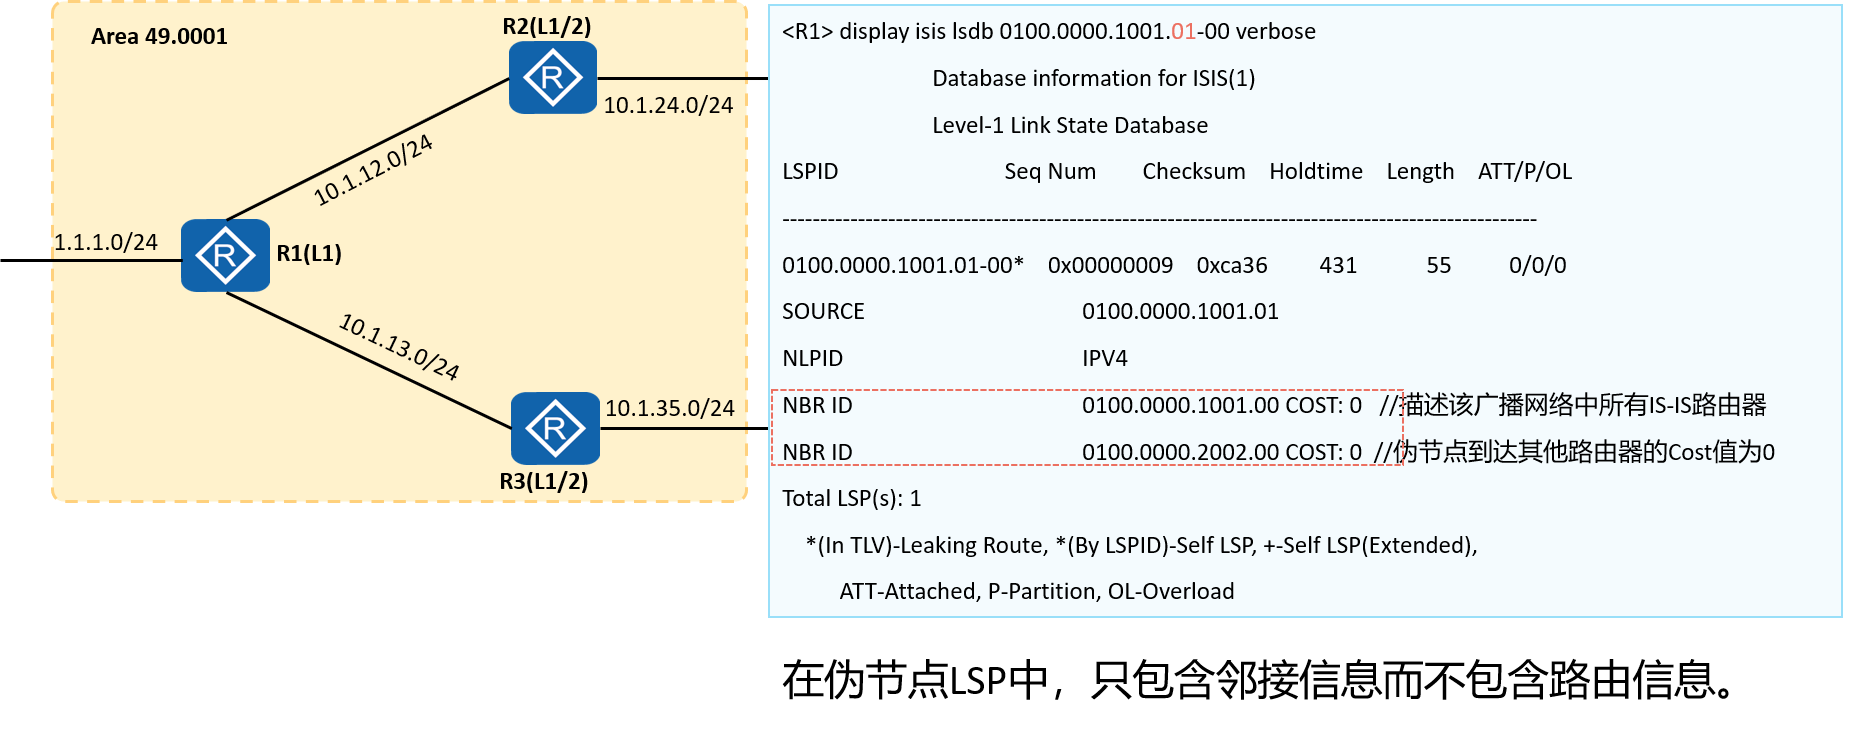 Area 49.0001
R2(L1/2)
R
10.1.24.0/24
10.1.12.0/24
1.1.1.0/24
R
R1(L1)
10.1.13.0/24
R
10.1.35.0/24
R3(L1/2)
<R1> display isis lsdb 0100.0000.1001.01-00 verbose
Database information for ISIS(1)
Level-1 Link State Database
LSPID Seq Num Checksum Holdtime Length ATT/P/OL
----------------------------------------------------------------------------------------------------
0100.0000.1001.01-00* 0x00000009 0xca36 431 55 0/0/0
SOURCE 0100.0000.1001.01
NLPID IPV4
NBR ID 0100.0000.1001.00 COST: 0 //描述该广播网络中所有IS-IS路由器
NBR ID 0100.0000.2002.00 COST: 0 //伪节点到达其他路由器的Cost值为0
Total LSP(s): 1
*(In TLV)-Leaking Route, *(By LSPID)-Self LSP, +-Self LSP(Extended),
ATT-Attached, P-Partition, OL-Overload
在伪节点LSP中，只包含邻接信息而不包含路由信息。